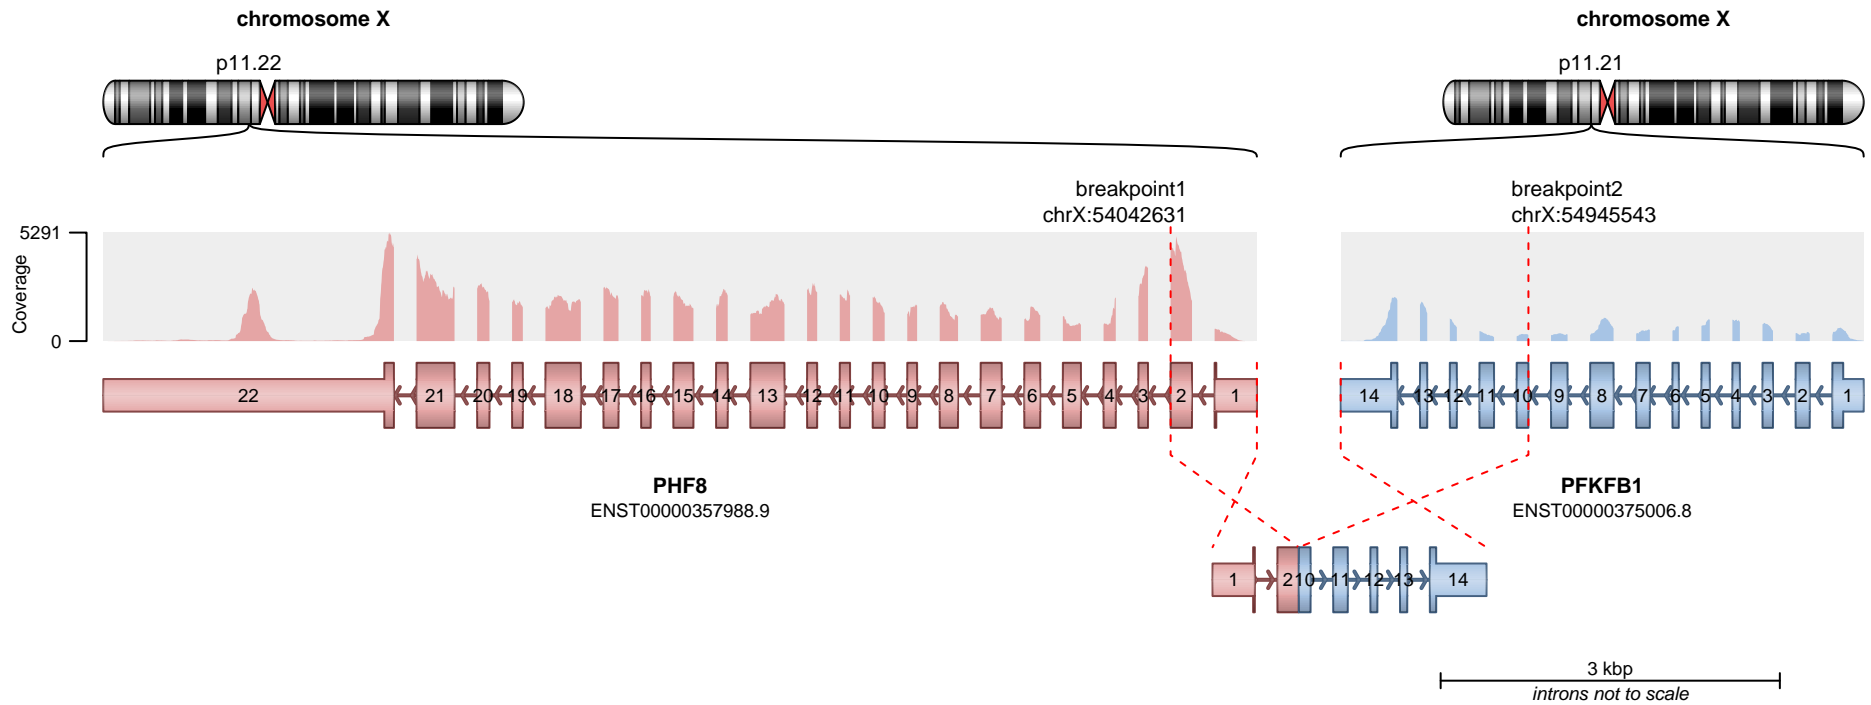 chromosome X
chromosome X
p11.22
p11.21
breakpoint1
chrX:54042631
breakpoint2
chrX:54945543
5291
Coverage
0
22 21 20 19 18 17 16 15 14 13 12 11 10 9 8 7 6 5 4 3 2 1
14 13 12 11 10 9 8 7 6 5 4 3 2 1
PHF8
ENST00000357988.9
PFKFB1
ENST00000375006.8
1 2 10 11 12 13 14
3 kbp
introns not to scale